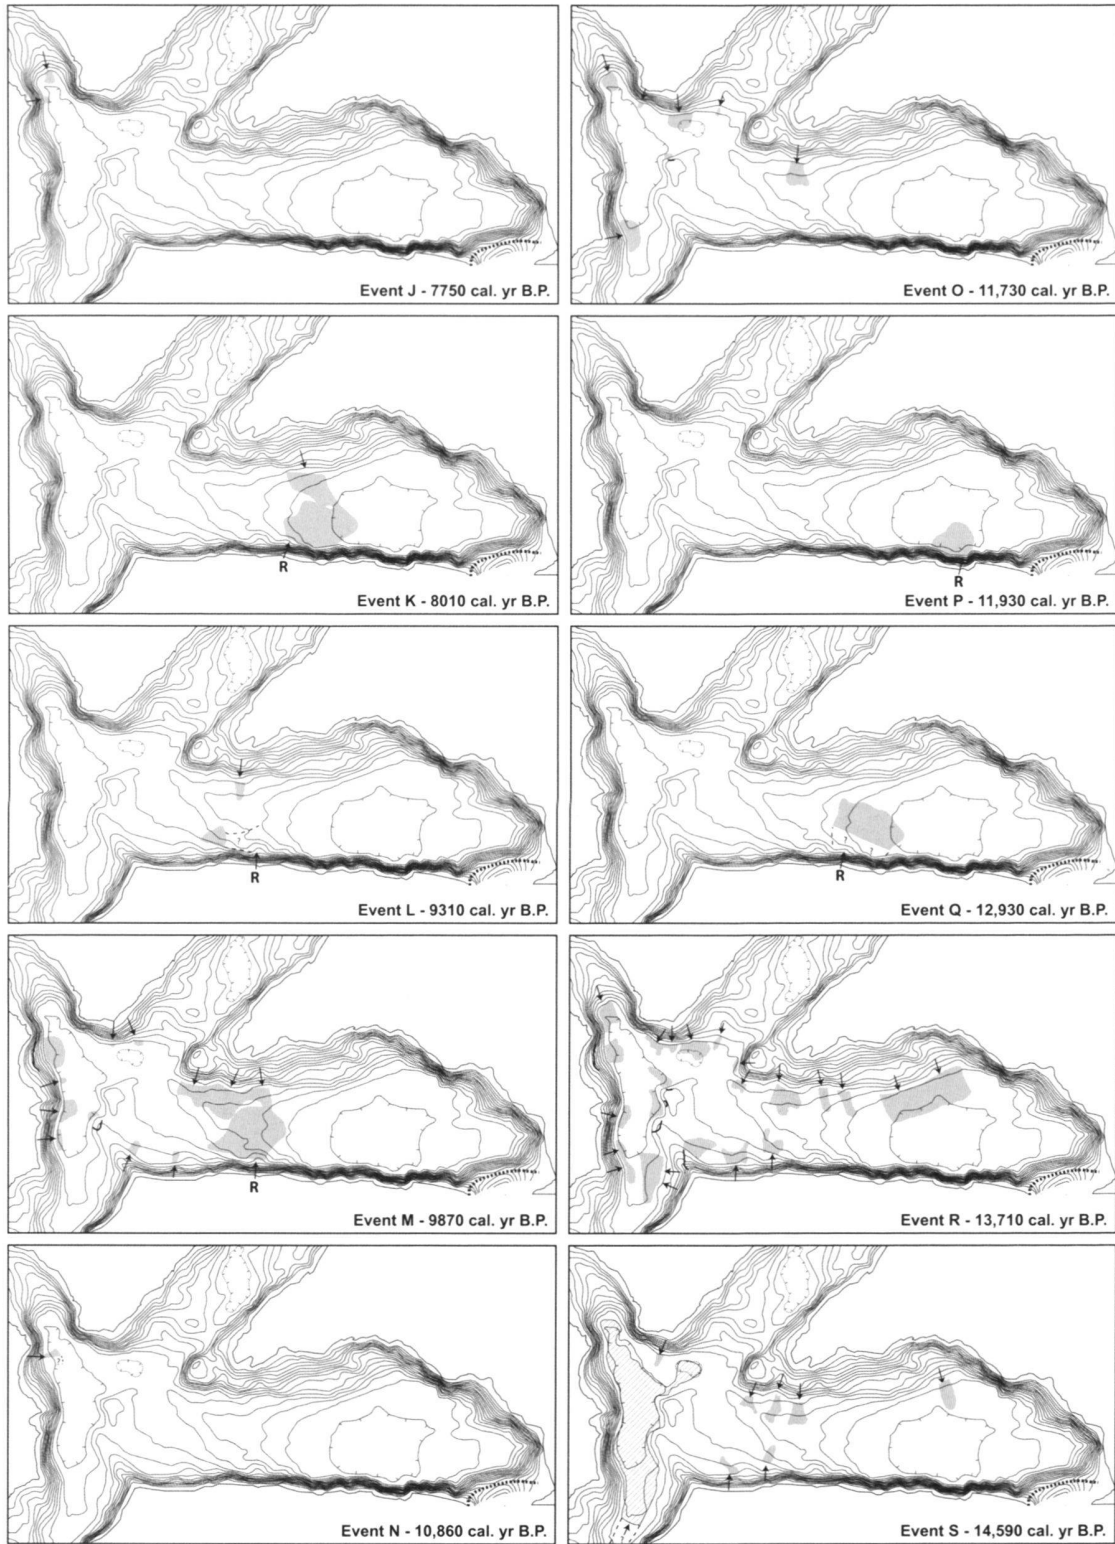 Event J - 7750 cal. yr B.P.
Event O - 11,730 cal. yr B.P.
R
Event K - 8010 cal. yr B.P.
R
Event P - 11,930 cal. yr B.P.
R
Event L - 9310 cal. yr B.P.
R
Event Q - 12,930 cal. yr B.P.
R
Event M - 9870 cal. yr B.P.
Event R - 13,710 cal. yr B.P.
Event N - 10,860 cal. yr B.P.
Event S - 14,590 cal. yr B.P.